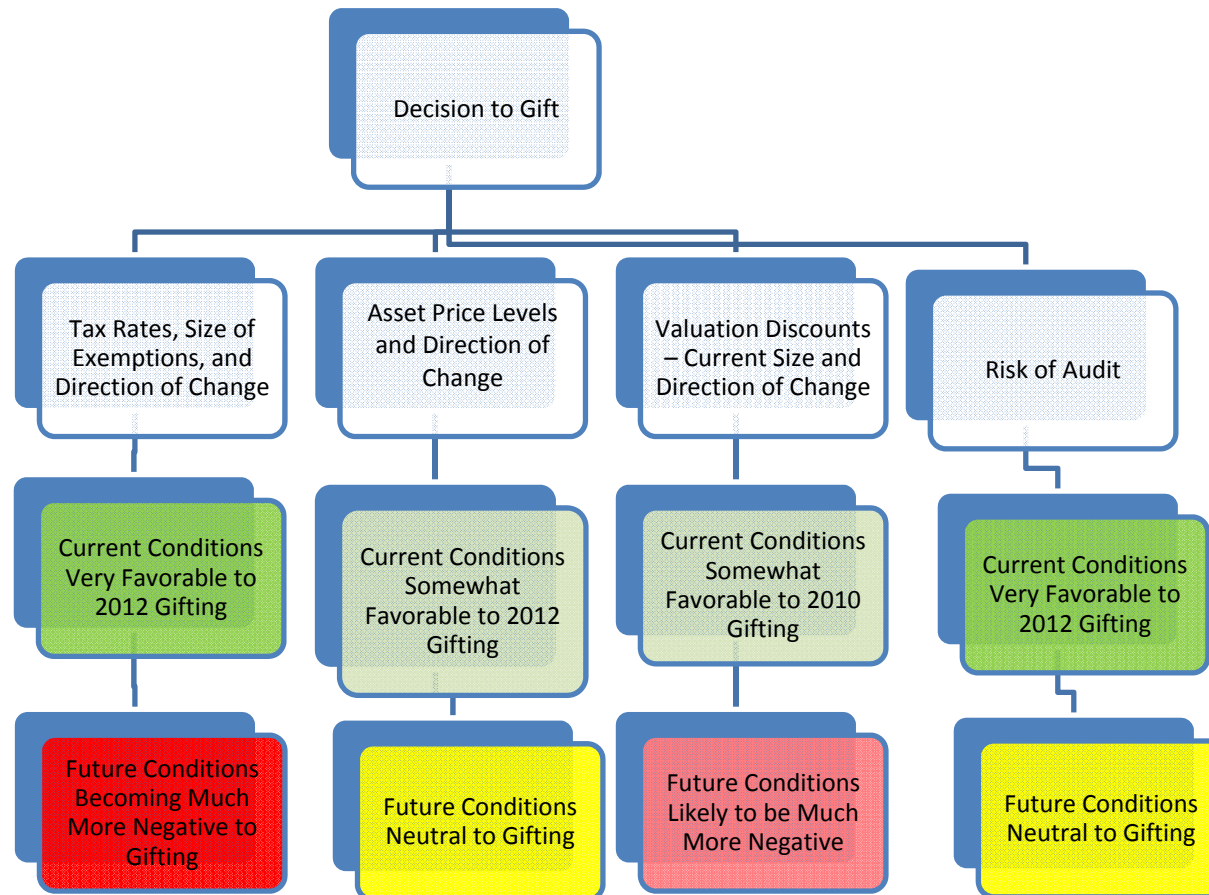 Decision to Gift
Tax Rates, Size of
Exemptions, and
Direction of Change
Asset Price Levels
and Direction of
Change
Valuation Discounts
– Current Size and
Direction of Change
Risk of Audit
Current Conditions
Very Favorable to
2012 Gifting
Current Conditions
Somewhat
Favorable to 2012
Gifting
Current Conditions
Somewhat
Favorable to 2010
Gifting
Current Conditions
Very Favorable to
2012 Gifting
Future Conditions
Becoming Much
More Negative to
Gifting
Future Conditions
Neutral to Gifting
Future Conditions
Likely to be Much
More Negative
Future Conditions
Neutral to Gifting